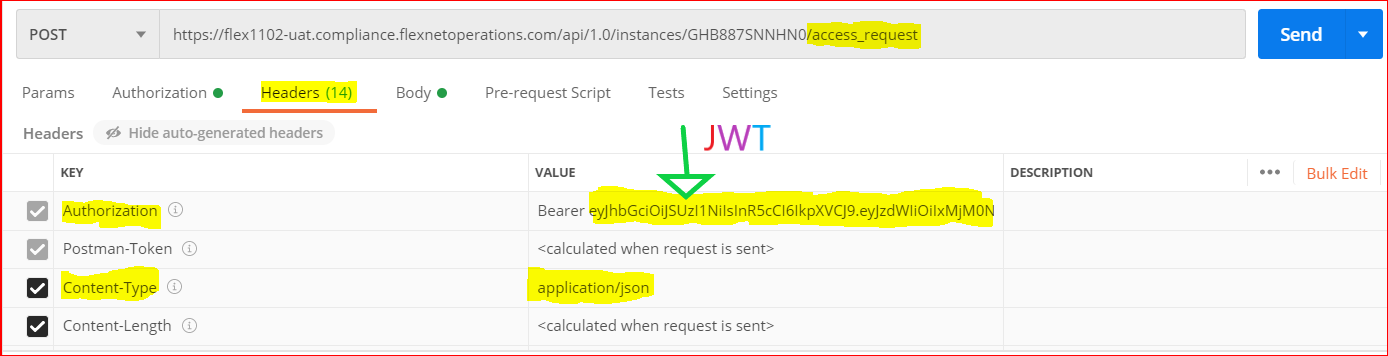 POST https://flex1102-uat.compliance.flexnetoperations.com/api/1.0/instances/GHB887SNNHN0/access_request Send
Params Authorization Headers (14) Body Pre-request Script Tests Settings
Headers Hide auto-generated headers
JWT
KEY VALUE DESCRIPTION ••• Bulk Edit
Authorization Bearer eyJhbGciOiJSUzI1NiIsInR5cCI6IkpXVCJ9.eyJzdWIiOiIxMjM0N
Postman-Token <calculated when request is sent>
Content-Type application/json
Content-Length <calculated when request is sent>